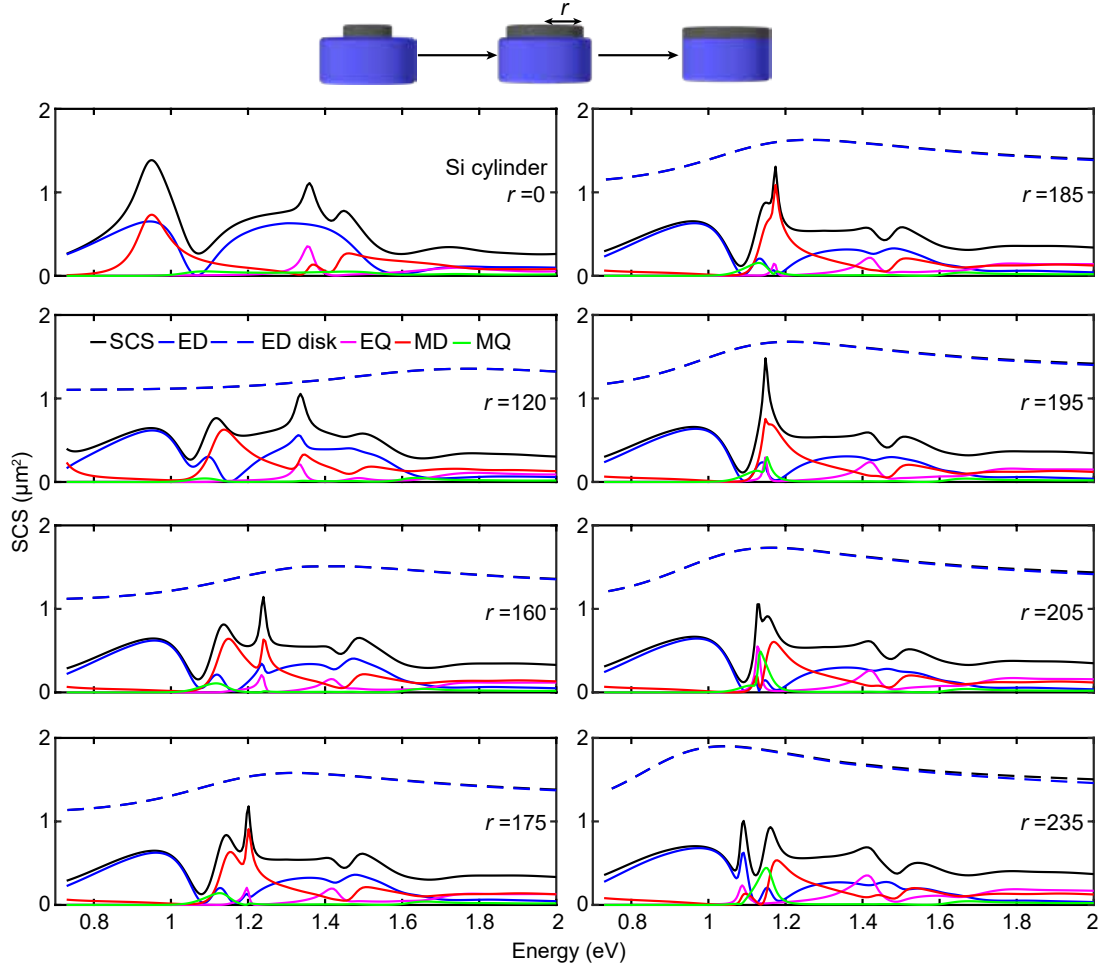 r
2
1
0
Si cylinder
r=0
2
1
0
r=185
2
1
0
SCS ED ED disk EQ MD MQ
r=120
2
1
0
r=195
2
1
0
r=160
2
1
0
r=205
2
1
0
r=175
0.8 1 1.2 1.4 1.6 1.8 2
2
1
0
r=235
0.8 1 1.2 1.4 1.6 1.8 2
SCS (μm²)
Energy (eV)